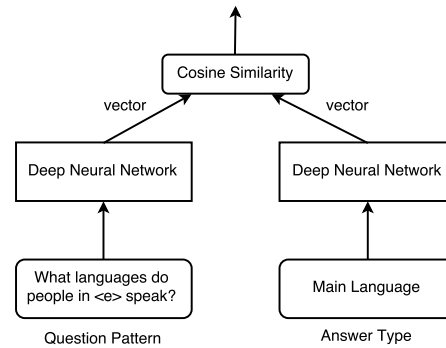 Cosine Similarity
vector
vector
Deep Neural Network
Deep Neural Network
What languages do
people in <e> speak?
Main Language
Question Pattern
Answer Type